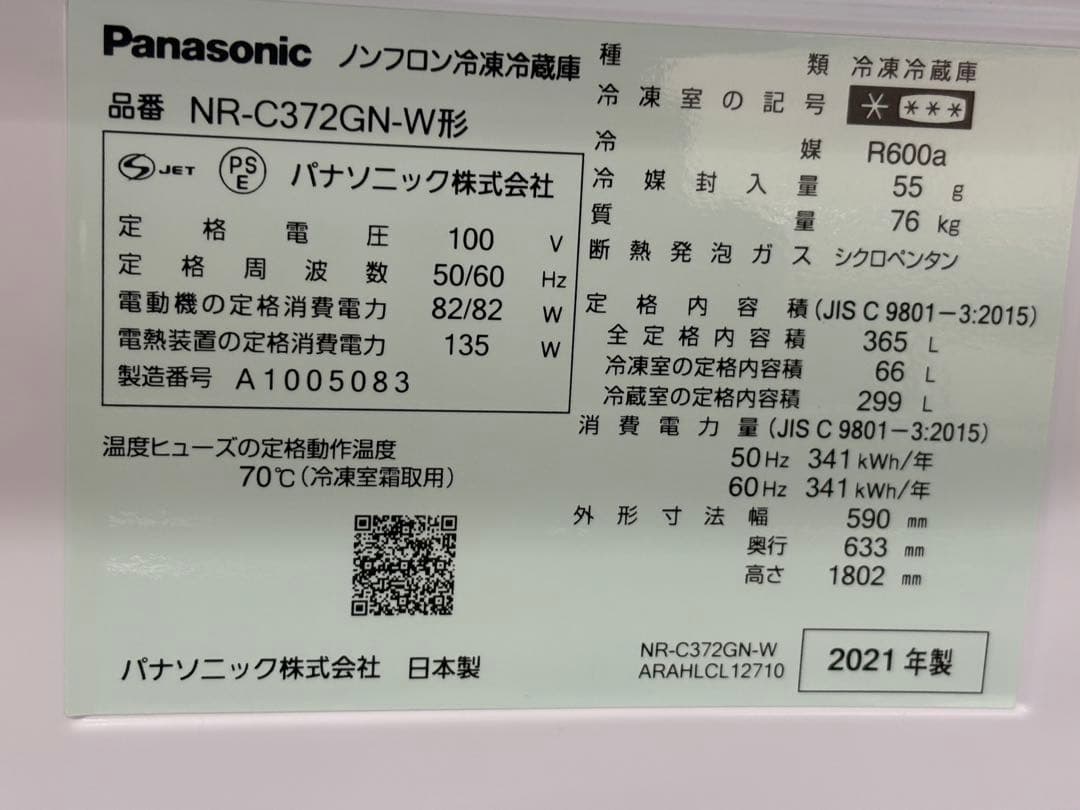 Panasonic ノンフロン冷凍冷蔵庫
品番 NR-C372GN-W形
JET PSE パナソニック株式会社
定格電圧 100 V
定格周波数 50/60 Hz
電動機の定格消費電力 82/82 W
電熱装置の定格消費電力 135 W
製造番号 A1005083
温度ヒューズの定格動作温度
70℃(冷凍室霜取用)
パナソニック株式会社 日本製
種類 冷凍冷蔵庫
冷凍室の記号 * ***
冷媒 R600a
冷媒封入量 55 g
質量 76 kg
断熱発泡ガス シクロペンタン
定格内容積(JIS C 9801-3:2015)
全定格内容積 365 L
冷凍室の定格内容積 66 L
冷蔵室の定格内容積 299 L
消費電力量(JIS C 9801-3:2015)
50Hz 341 kWh/年
60Hz 341 kWh/年
外形寸法幅 590 mm
奥行 633 mm
高さ 1802 mm
NR-C372GN-W
ARAHLCL12710
2021年製